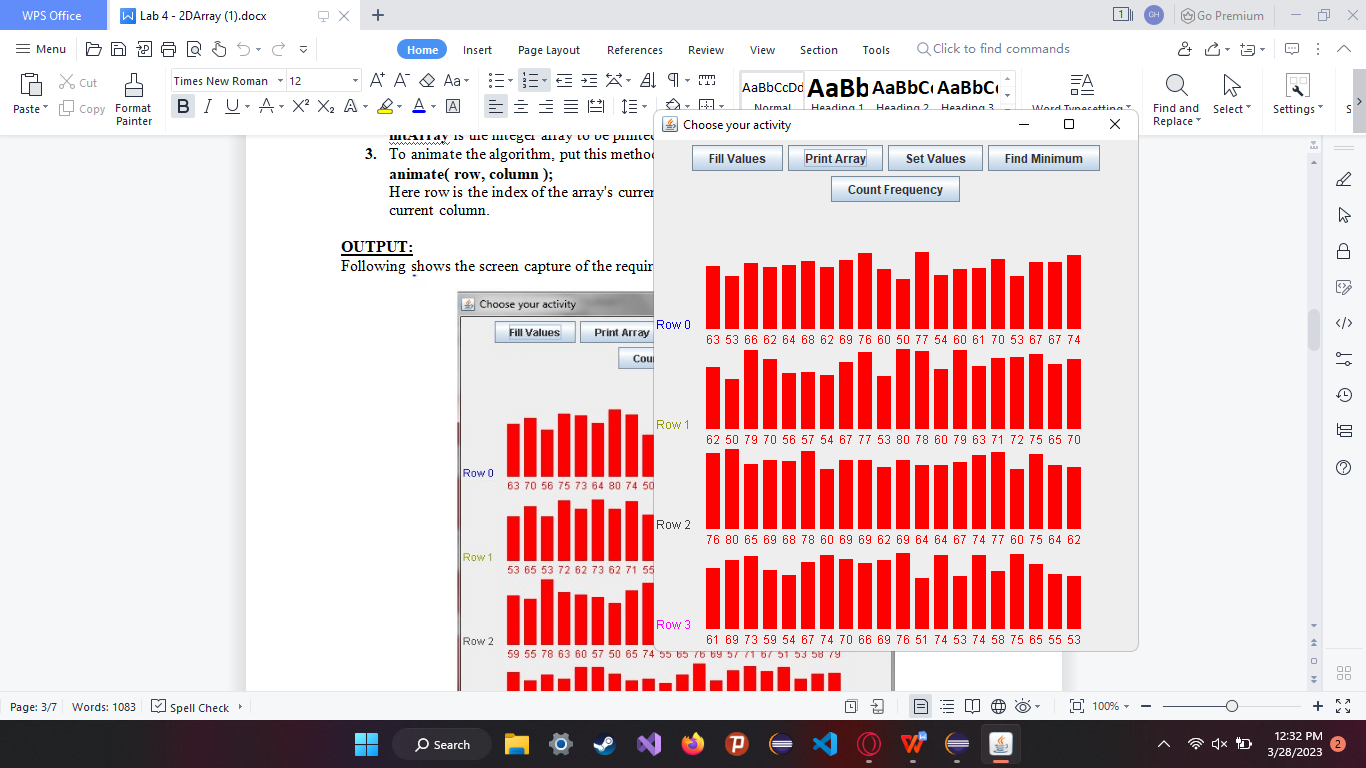 WPS Office
Lab 4 - 2DArray (1).docx
1
GH
Go Premium
Menu
Home
Insert
Page Layout
References
Review
View
Section
Tools
Click to find commands
Paste
Cut
Copy
Format
Painter
Times New Roman
12
AaBbCcDd
Normal
AaBb
Heading 1
AaBbCc
Heading 2
AaBbCc
Heading 3
Word Typesetting
Find and
Replace
Select
Settings
intArray is the integer array to be printed
3. To animate the algorithm, put this method
animate( row, column );
Here row is the index of the array's current
current column.
OUTPUT:
Following shows the screen capture of the requir
Choose your activity
Fill Values
Print Array
Cou
Row 0
63 70 56 75 73 64 80 74 50
Row 1
53 65 53 72 62 73 62 71 55
Row 2
59 55 78 63 60 57 50 65 74 55 65 76 69 57 71 67 51 53 58 79
Choose your activity
Fill Values
Print Array
Set Values
Find Minimum
Count Frequency
Row 0
63 53 66 62 64 68 62 69 76 60 50 77 54 60 61 70 53 67 67 74
Row 1
62 50 79 70 56 57 54 67 77 53 80 78 60 79 63 71 72 75 65 70
Row 2
76 80 65 69 68 78 60 69 69 62 69 64 64 67 74 77 60 75 64 62
Row 3
61 69 73 59 54 67 74 70 66 69 76 51 74 53 74 58 75 65 55 53
Page: 3/7
Words: 1083
Spell Check
100%
Search
12:32 PM
3/28/2023
2